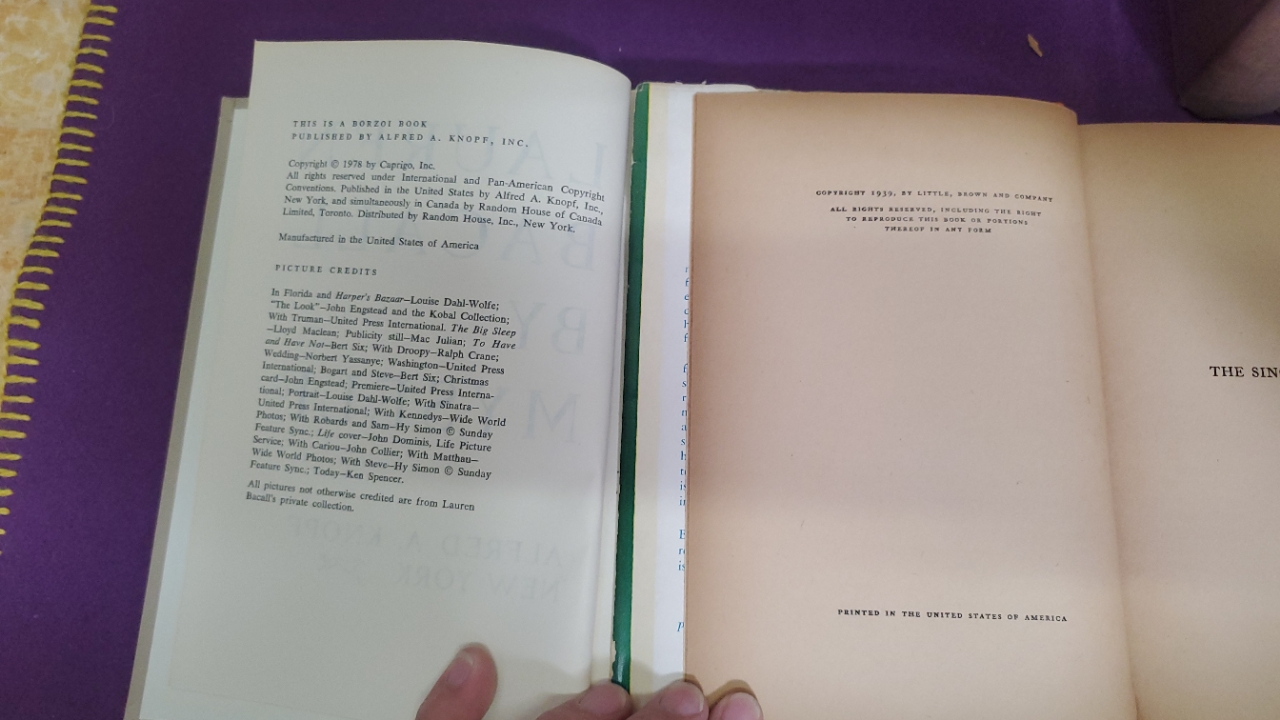 THIS IS A BORZOI BOOK
PUBLISHED BY ALFRED A. KNOPF, INC.
Copyright © 1978 by Caprigo, Inc.
All rights reserved under International and Pan-American Copyright
Conventions. Published in the United States by Alfred A. Knopf, Inc.,
New York, and simultaneously in Canada by Random House of Canada
Limited, Toronto. Distributed by Random House, Inc., New York.
Manufactured in the United States of America
PICTURE CREDITS
In Florida and Harper's Bazaar—Louise Dahl-Wolfe;
"The Look"—John Engstead and the Kobal Collection;
With Truman—United Press International. The Big Sleep
—Lloyd Maclean; Publicity still—Mac Julian; To Have
and Have Not—Bert Six; With Droopy—Ralph Crane;
Wedding—Norbert Yassanye; Washington—United Press
International; Bogart and Steve—Bert Six; Christmas
card—John Engstead; Premiere—United Press Interna-
tional; Portrait—Louise Dahl-Wolfe; With Sinatra—
United Press International; With Kennedys—Wide World
Photos; With Robards and Sam—Hy Simon © Sunday
Feature Sync.; Life cover—John Dominis, Life Picture
Service; With Cariou—John Collier; With Matthau—
Wide World Photos; With Steve—Hy Simon © Sunday
Feature Sync.; Today—Ken Spencer.
All pictures not otherwise credited are from Lauren
Bacall's private collection.
COPYRIGHT 1939, BY LITTLE, BROWN AND COMPANY
ALL RIGHTS RESERVED, INCLUDING THE RIGHT
TO REPRODUCE THIS BOOK OR PORTIONS
THEREOF IN ANY FORM
PRINTED IN THE UNITED STATES OF AMERICA
THE SING